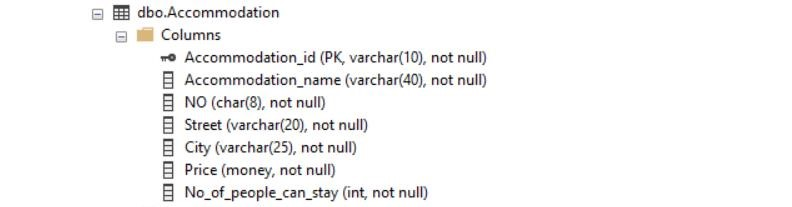 dbo.Accommodation
Columns
Accommodation_id (PK, varchar(10), not null)
Accommodation_name (varchar(40), not null)
NO (char(8), not null)
Street (varchar(20), not null)
City (varchar(25), not null)
Price (money, not null)
No_of_people_can_stay (int, not null)